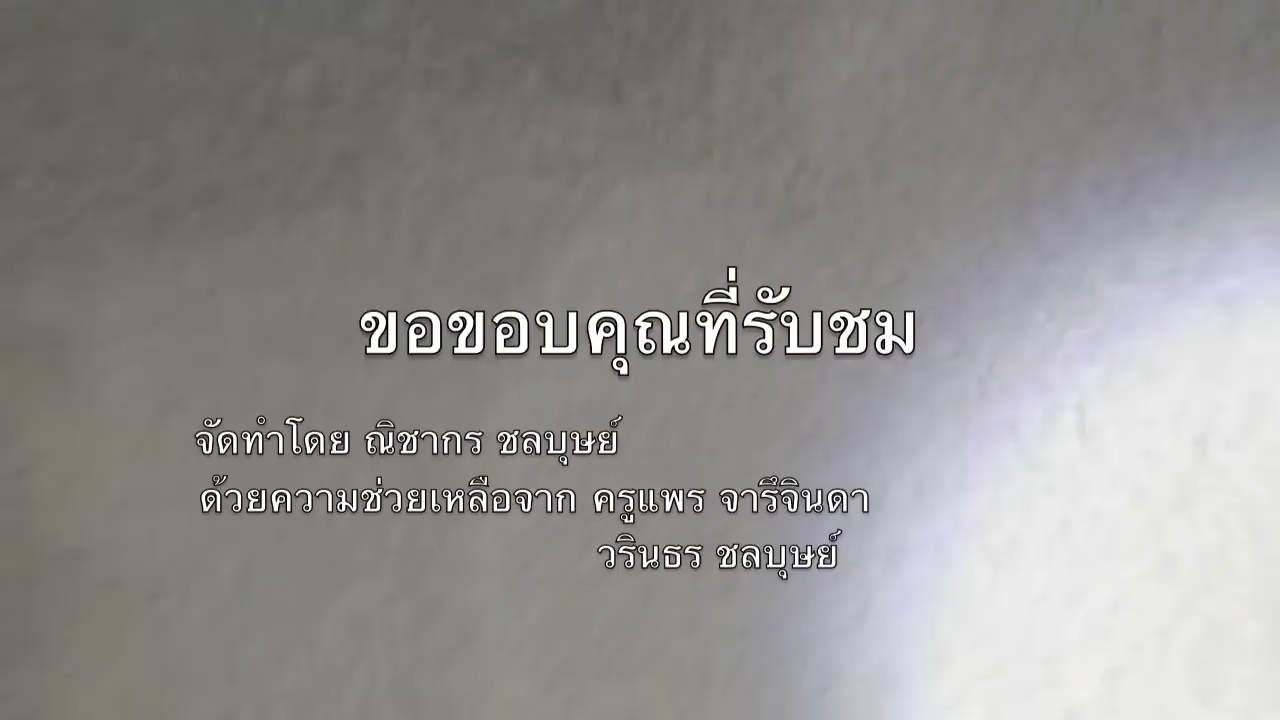 ขอขอบคุณที่รับชม
จัดทำโดย ณิชากร ชลบุษย์
ด้วยความช่วยเหลือจาก ครูแพร จารึจินดา
วรินธร ชลบุษย์